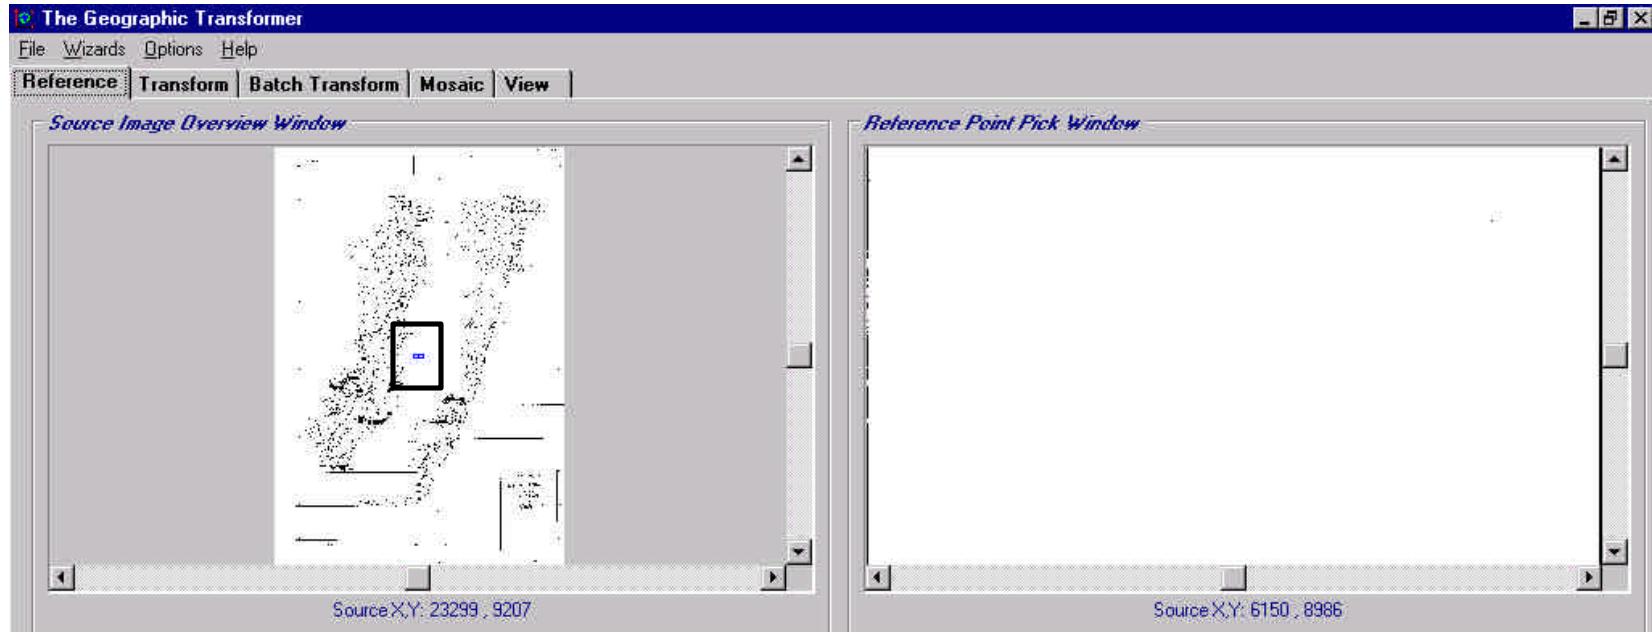 The Geographic Transformer
File Wizards Options Help
Reference Transform Batch Transform Mosaic View
Source Image Overview Window
Reference Point Pick Window
Source X,Y: 23299 , 9207
Source X,Y: 6150 , 8986